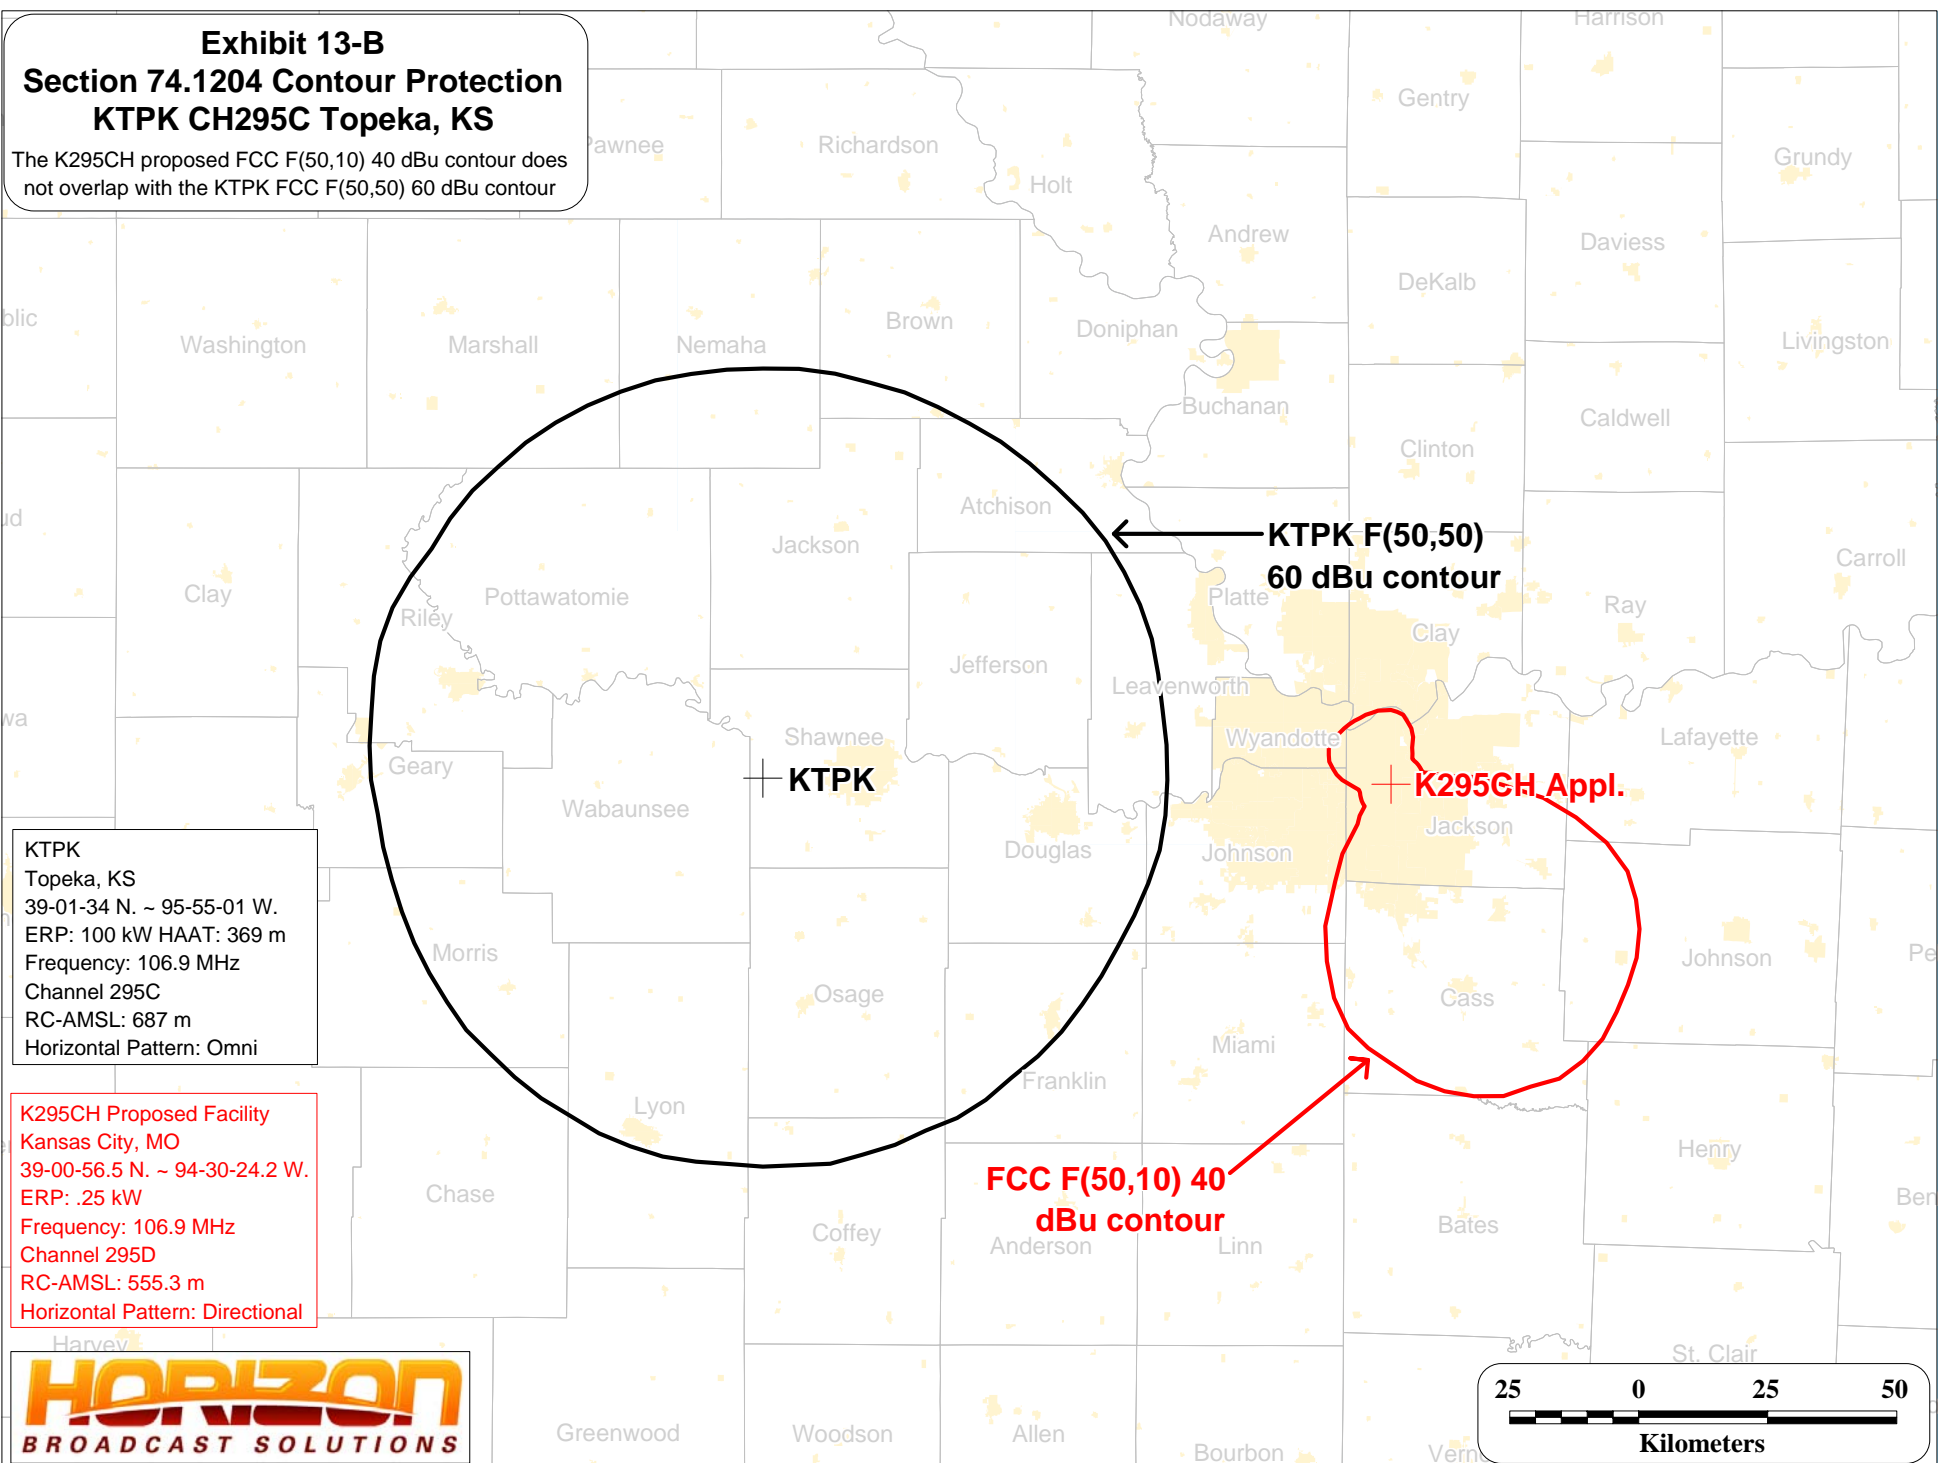 Exhibit 13-B
Section 74.1204 Contour Protection
KTPK CH295C Topeka, KS
The K295CH proposed FCC F(50,10) 40 dBu contour does
not overlap with the KTPK FCC F(50,50) 60 dBu contour
Nodaway
Harrison
Gentry
Grundy
Pawnee
Richardson
Holt
Andrew
Daviess
DeKalb
Washington
Marshall
Nemaha
Brown
Doniphan
Livingston
Buchanan
Caldwell
Clinton
Atchison
Jackson
KTPK F(50,50)
60 dBu contour
Carroll
Clay
Riley
Pottawatomie
Platte
Clay
Ray
Jefferson
Leavenworth
Shawnee
Wyandotte
Lafayette
Geary
KTPK
K295CH Appl.
Wabaunsee
Jackson
Douglas
Johnson
KTPK
Topeka, KS
39-01-34 N. ~ 95-55-01 W.
ERP: 100 kW HAAT: 369 m
Frequency: 106.9 MHz
Channel 295C
RC-AMSL: 687 m
Horizontal Pattern: Omni
Morris
Osage
Cass
Johnson
Miami
Franklin
Lyon
K295CH Proposed Facility
Kansas City, MO
39-00-56.5 N. ~ 94-30-24.2 W.
ERP: .25 kW
Frequency: 106.9 MHz
Channel 295D
RC-AMSL: 555.3 m
Horizontal Pattern: Directional
Chase
FCC F(50,10) 40
dBu contour
Henry
Coffey
Anderson
Linn
Bates
Harvey
St. Clair
HORIZON
BROADCAST SOLUTIONS
Greenwood
Woodson
Allen
Bourbon
25 0 25 50
Kilometers